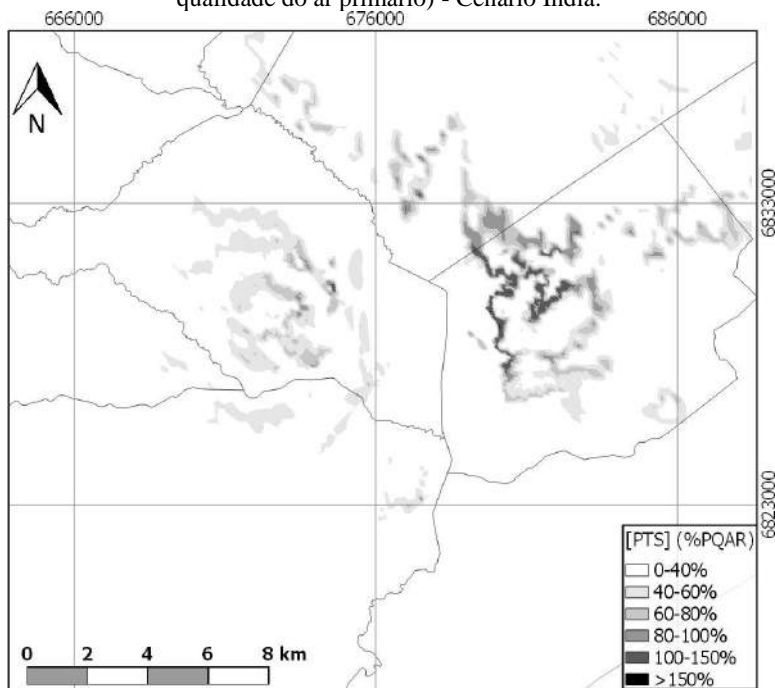 qualidade do ar primário) - Cenário Índia.
666000 676000 686000
N
6833000
6823000
[PTS] (%PQAR)
0-40%
40-60%
60-80%
80-100%
100-150%
>150%
0 2 4 6 8 km